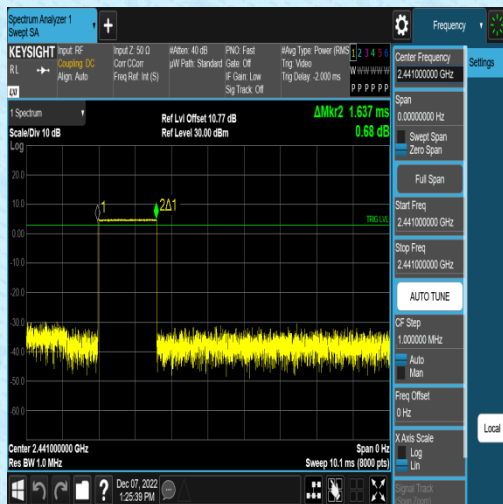 Spectrum Analyzer 1
Swept SA
Frequency
KEYSIGHT
RL
LXI
Input: RF
Coupling: DC
Align: Auto
Input Z: 50 Ω
Corr CCorr
Freq Ref: Int (S)
#Atten: 40 dB
µW Path: Standard
PNO: Fast
Gate: Off
IF Gain: Low
Sig Track: Off
#Avg Type: Power (RMS
Trig: Video
Trig Delay -2.000 ms
1 2 3 4 5 6
W W W W W W
P P P P P P
1 Spectrum
Scale/Div 10 dB
Log
Ref Lvl Offset 10.77 dB
Ref Level 30.00 dBm
ΔMkr2 1.637 ms
0.68 dB
20.0
10.0
0.00
-10.0
-20.0
-30.0
-40.0
-50.0
-60.0
1
2Δ1
TRIG LVL
Center 2.441000000 GHz
Res BW 1.0 MHz
Span 0 Hz
Sweep 10.1 ms (8000 pts)
Center Frequency
2.441000000 GHz
Span
0.00000000 Hz
Swept Span
Zero Span
Full Span
Start Freq
2.441000000 GHz
Stop Freq
2.441000000 GHz
AUTO TUNE
CF Step
1.000000 MHz
Auto
Man
Freq Offset
0 Hz
X Axis Scale
Log
Lin
Signal Track
(Span Zoom)
Settings
Local
?
Dec 07, 2022
1:25:39 PM